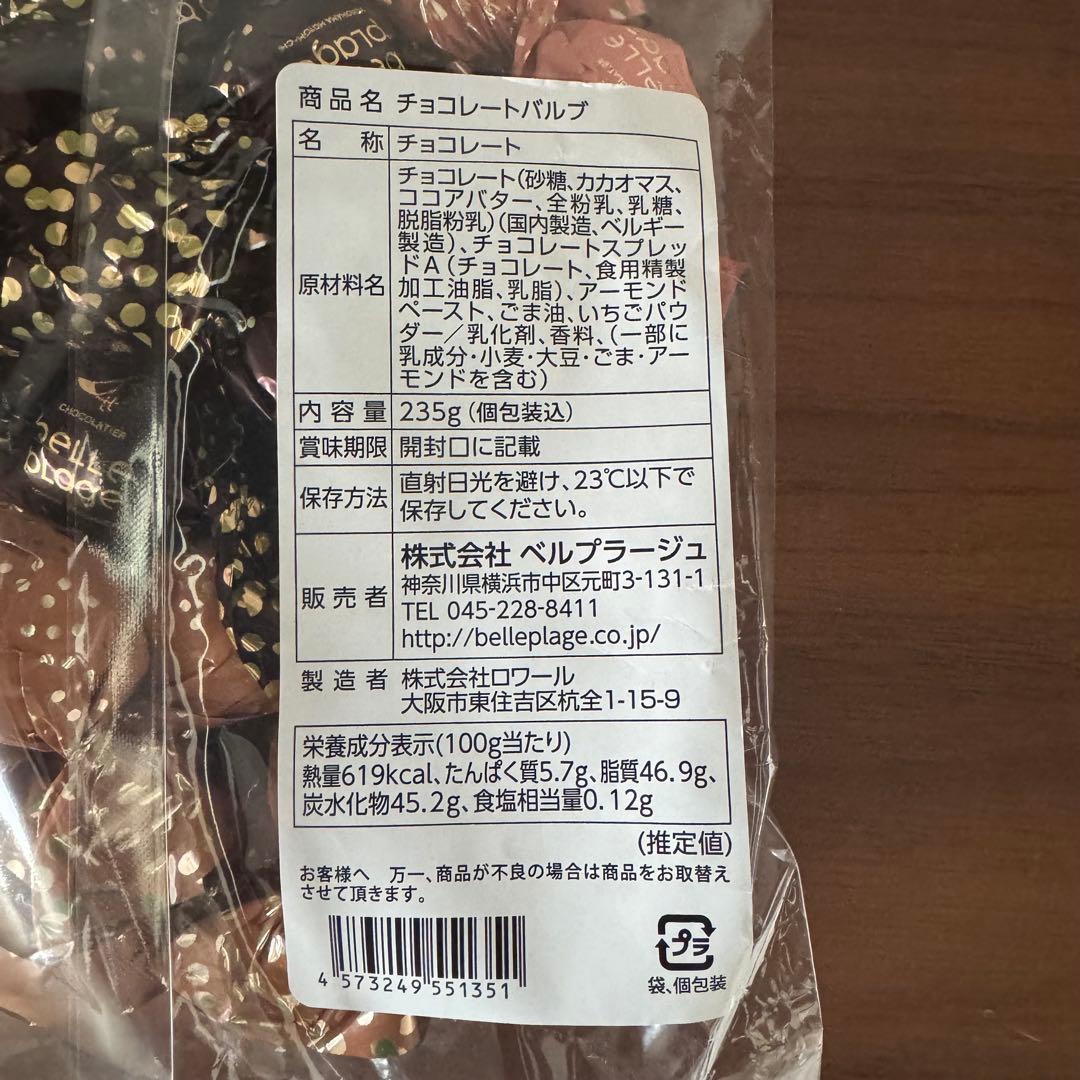 商品名 チョコレートバルブ
名称 チョコレート
原材料名
チョコレート(砂糖、カカオマス、
ココアバター、全粉乳、乳糖、
脱脂粉乳)(国内製造、ベルギー
製造)、チョコレートスプレッ
ドA(チョコレート、食用精製
加工油脂、乳脂)、アーモンド
ペースト、ごま油、いちごパウ
ダー/乳化剤、香料、(一部に
乳成分・小麦・大豆・ごま・アー
モンドを含む)
内容量 235g(個包装込)
賞味期限 開封口に記載
保存方法
直射日光を避け、23℃以下で
保存してください。
販売者
株式会社 ベルプラージュ
神奈川県横浜市中区元町3-131-1
TEL 045-228-8411
http://belleplage.co.jp/
製造者 株式会社ロワール
大阪市東住吉区杭全1-15-9
栄養成分表示(100g当たり)
熱量619kcal、たんぱく質5.7g、脂質46.9g、
炭水化物45.2g、食塩相当量0.12g
(推定値)
お客様へ 万一、商品が不良の場合は商品をお取替え
させて頂きます。
4 573249 551351
プラ
袋、個包装
CHOCOLATIER
belle
plage